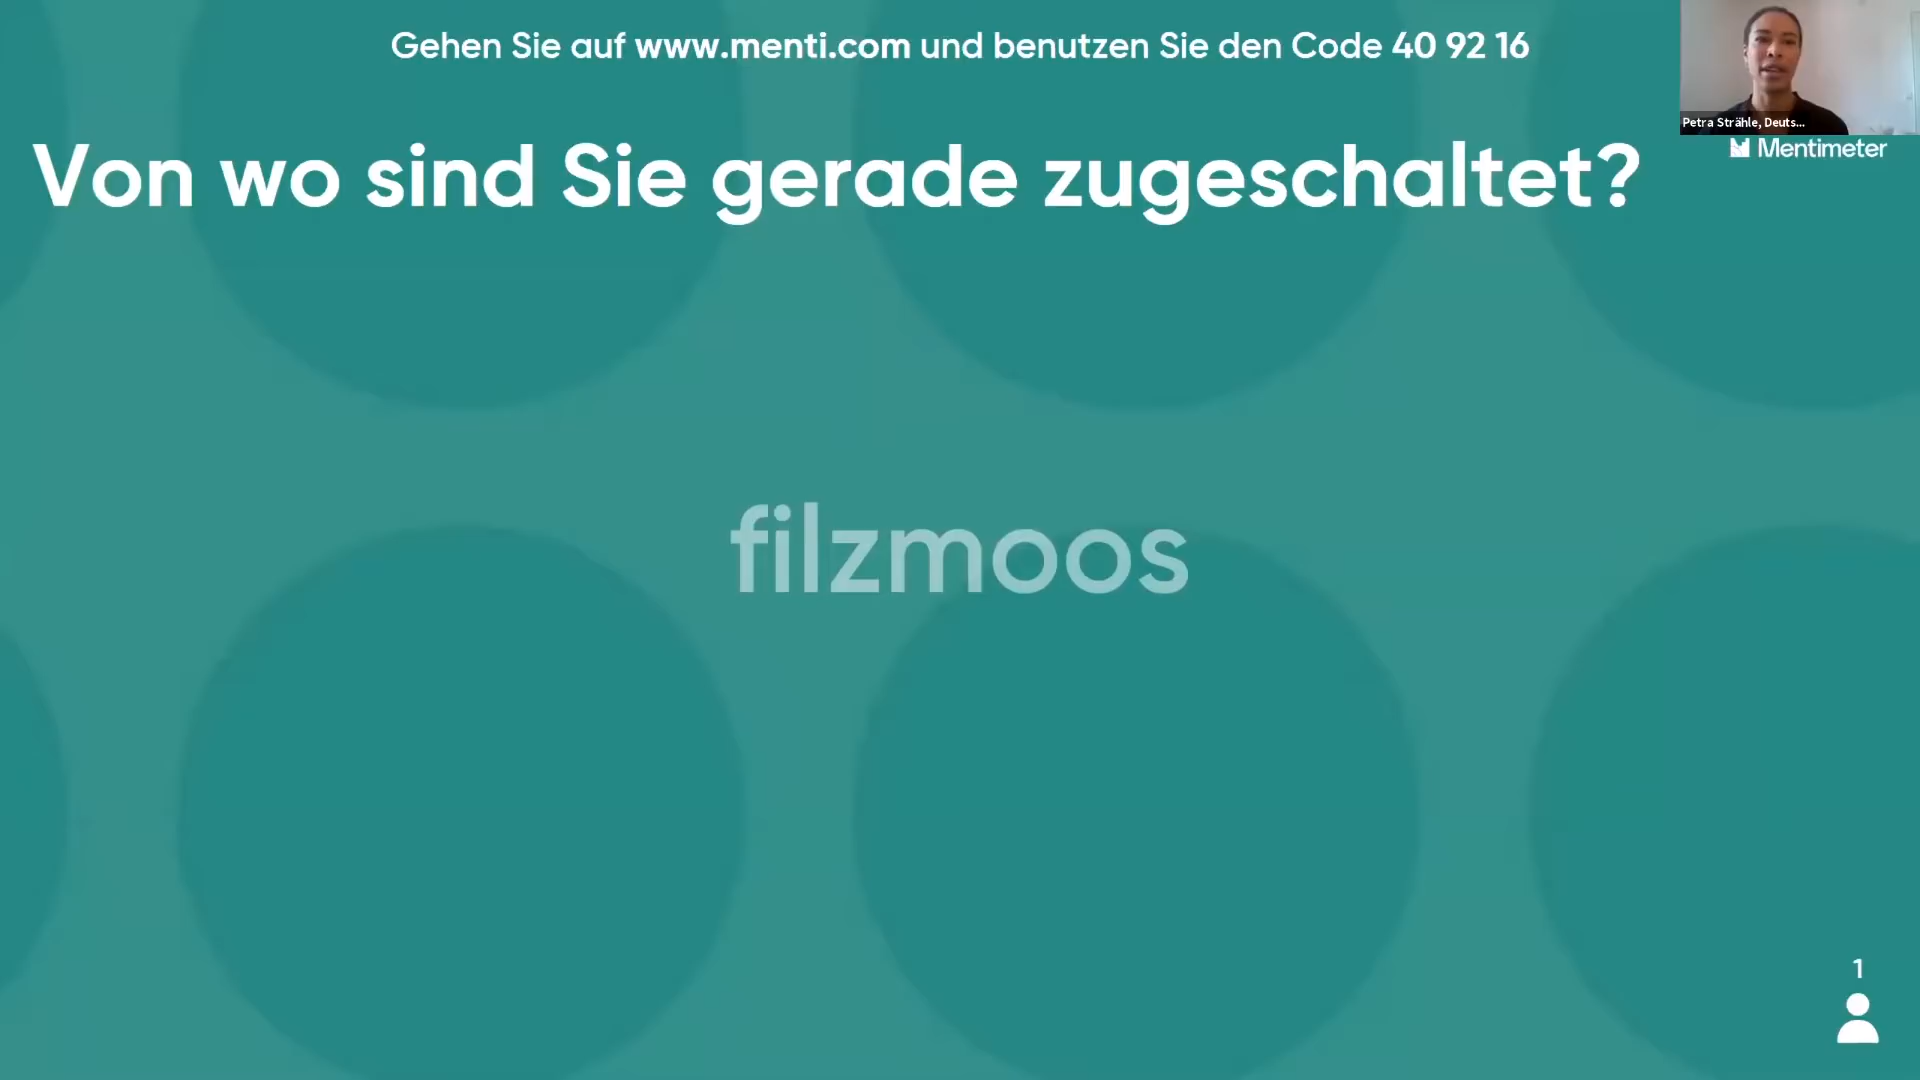 Gehen Sie auf www.menti.com und benutzen Sie den Code 40 92 16
Petra Strähle, Deuts...
Mentimeter
Von wo sind Sie gerade zugeschaltet?
filzmoos
1